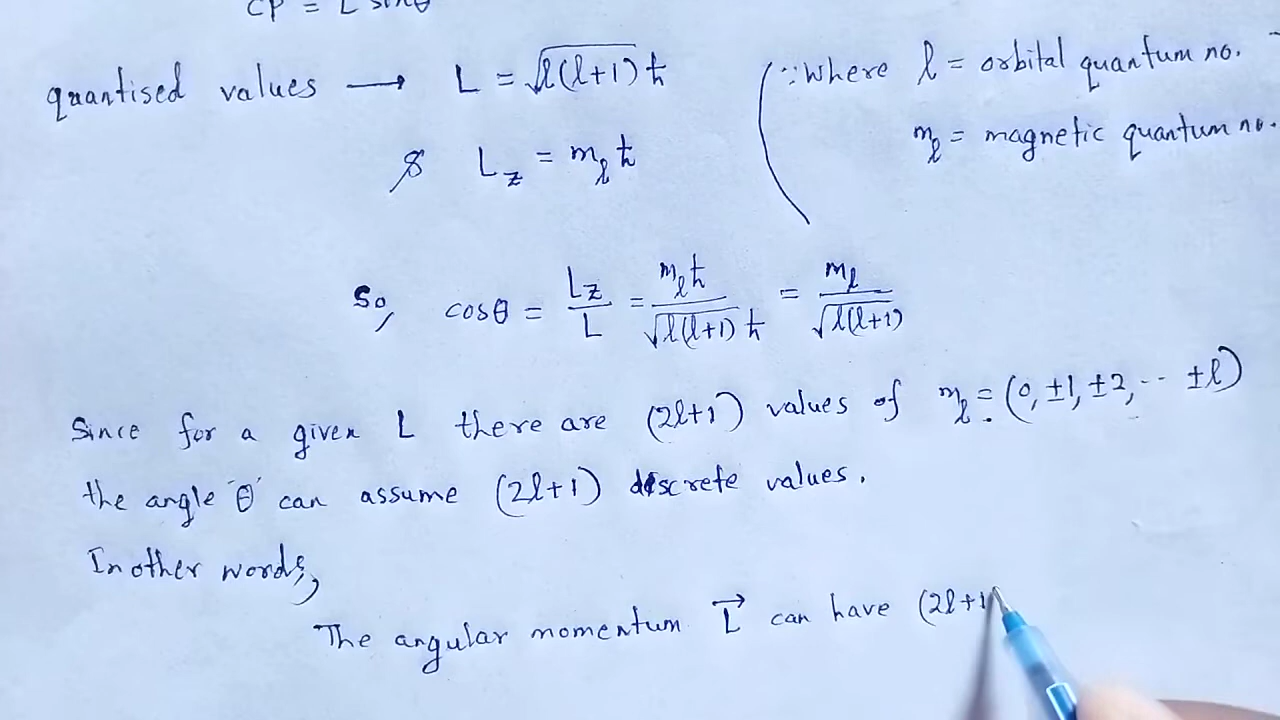 CP = L sinθ
quantised values → L = √l(l+1) ħ
(∵ where l = orbital quantum no.
& L_z = m_l ħ
m_l = magnetic quantum no.
So, cosθ = L_z/L = m_l ħ/√l(l+1) ħ = m_l/√l(l+1)
Since for a given L there are (2l+1) values of m_l = (0, ±1, ±2, -- ±l)
the angle 'θ' can assume (2l+1) discrete values.
In other words,
The angular momentum L⃗ can have (2l+1